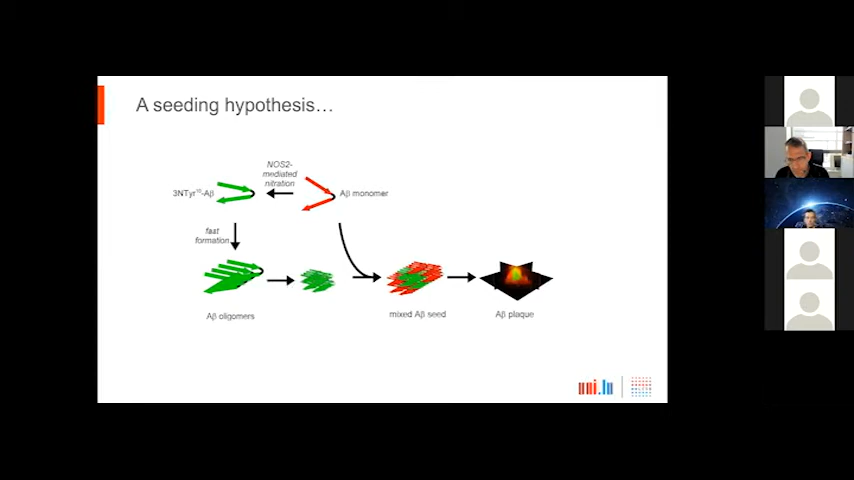 A seeding hypothesis…
NOS2-
mediated
nitration
3NTyr¹⁰-Aβ
Aβ monomer
fast
formation
Aβ oligomers
mixed Aβ seed
Aβ plaque
uni.lu